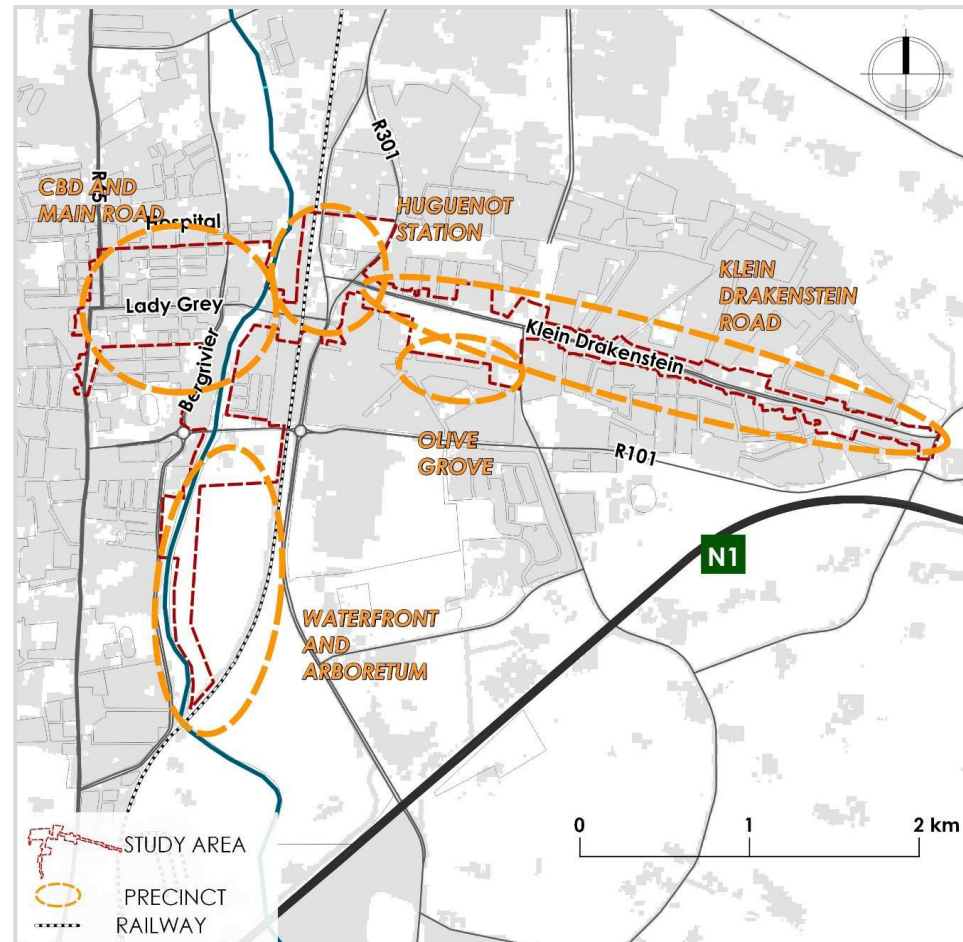 R301
R45
CBD AND
MAIN ROAD
Hospital
HUGUENOT
STATION
KLEIN
DRAKENSTEIN
ROAD
Lady Grey
Klein Drakenstein
Bergrivier
OLIVE
GROVE
R101
N1
WATERFRONT
AND
ARBORETUM
0 1 2 km
STUDY AREA
PRECINCT
RAILWAY